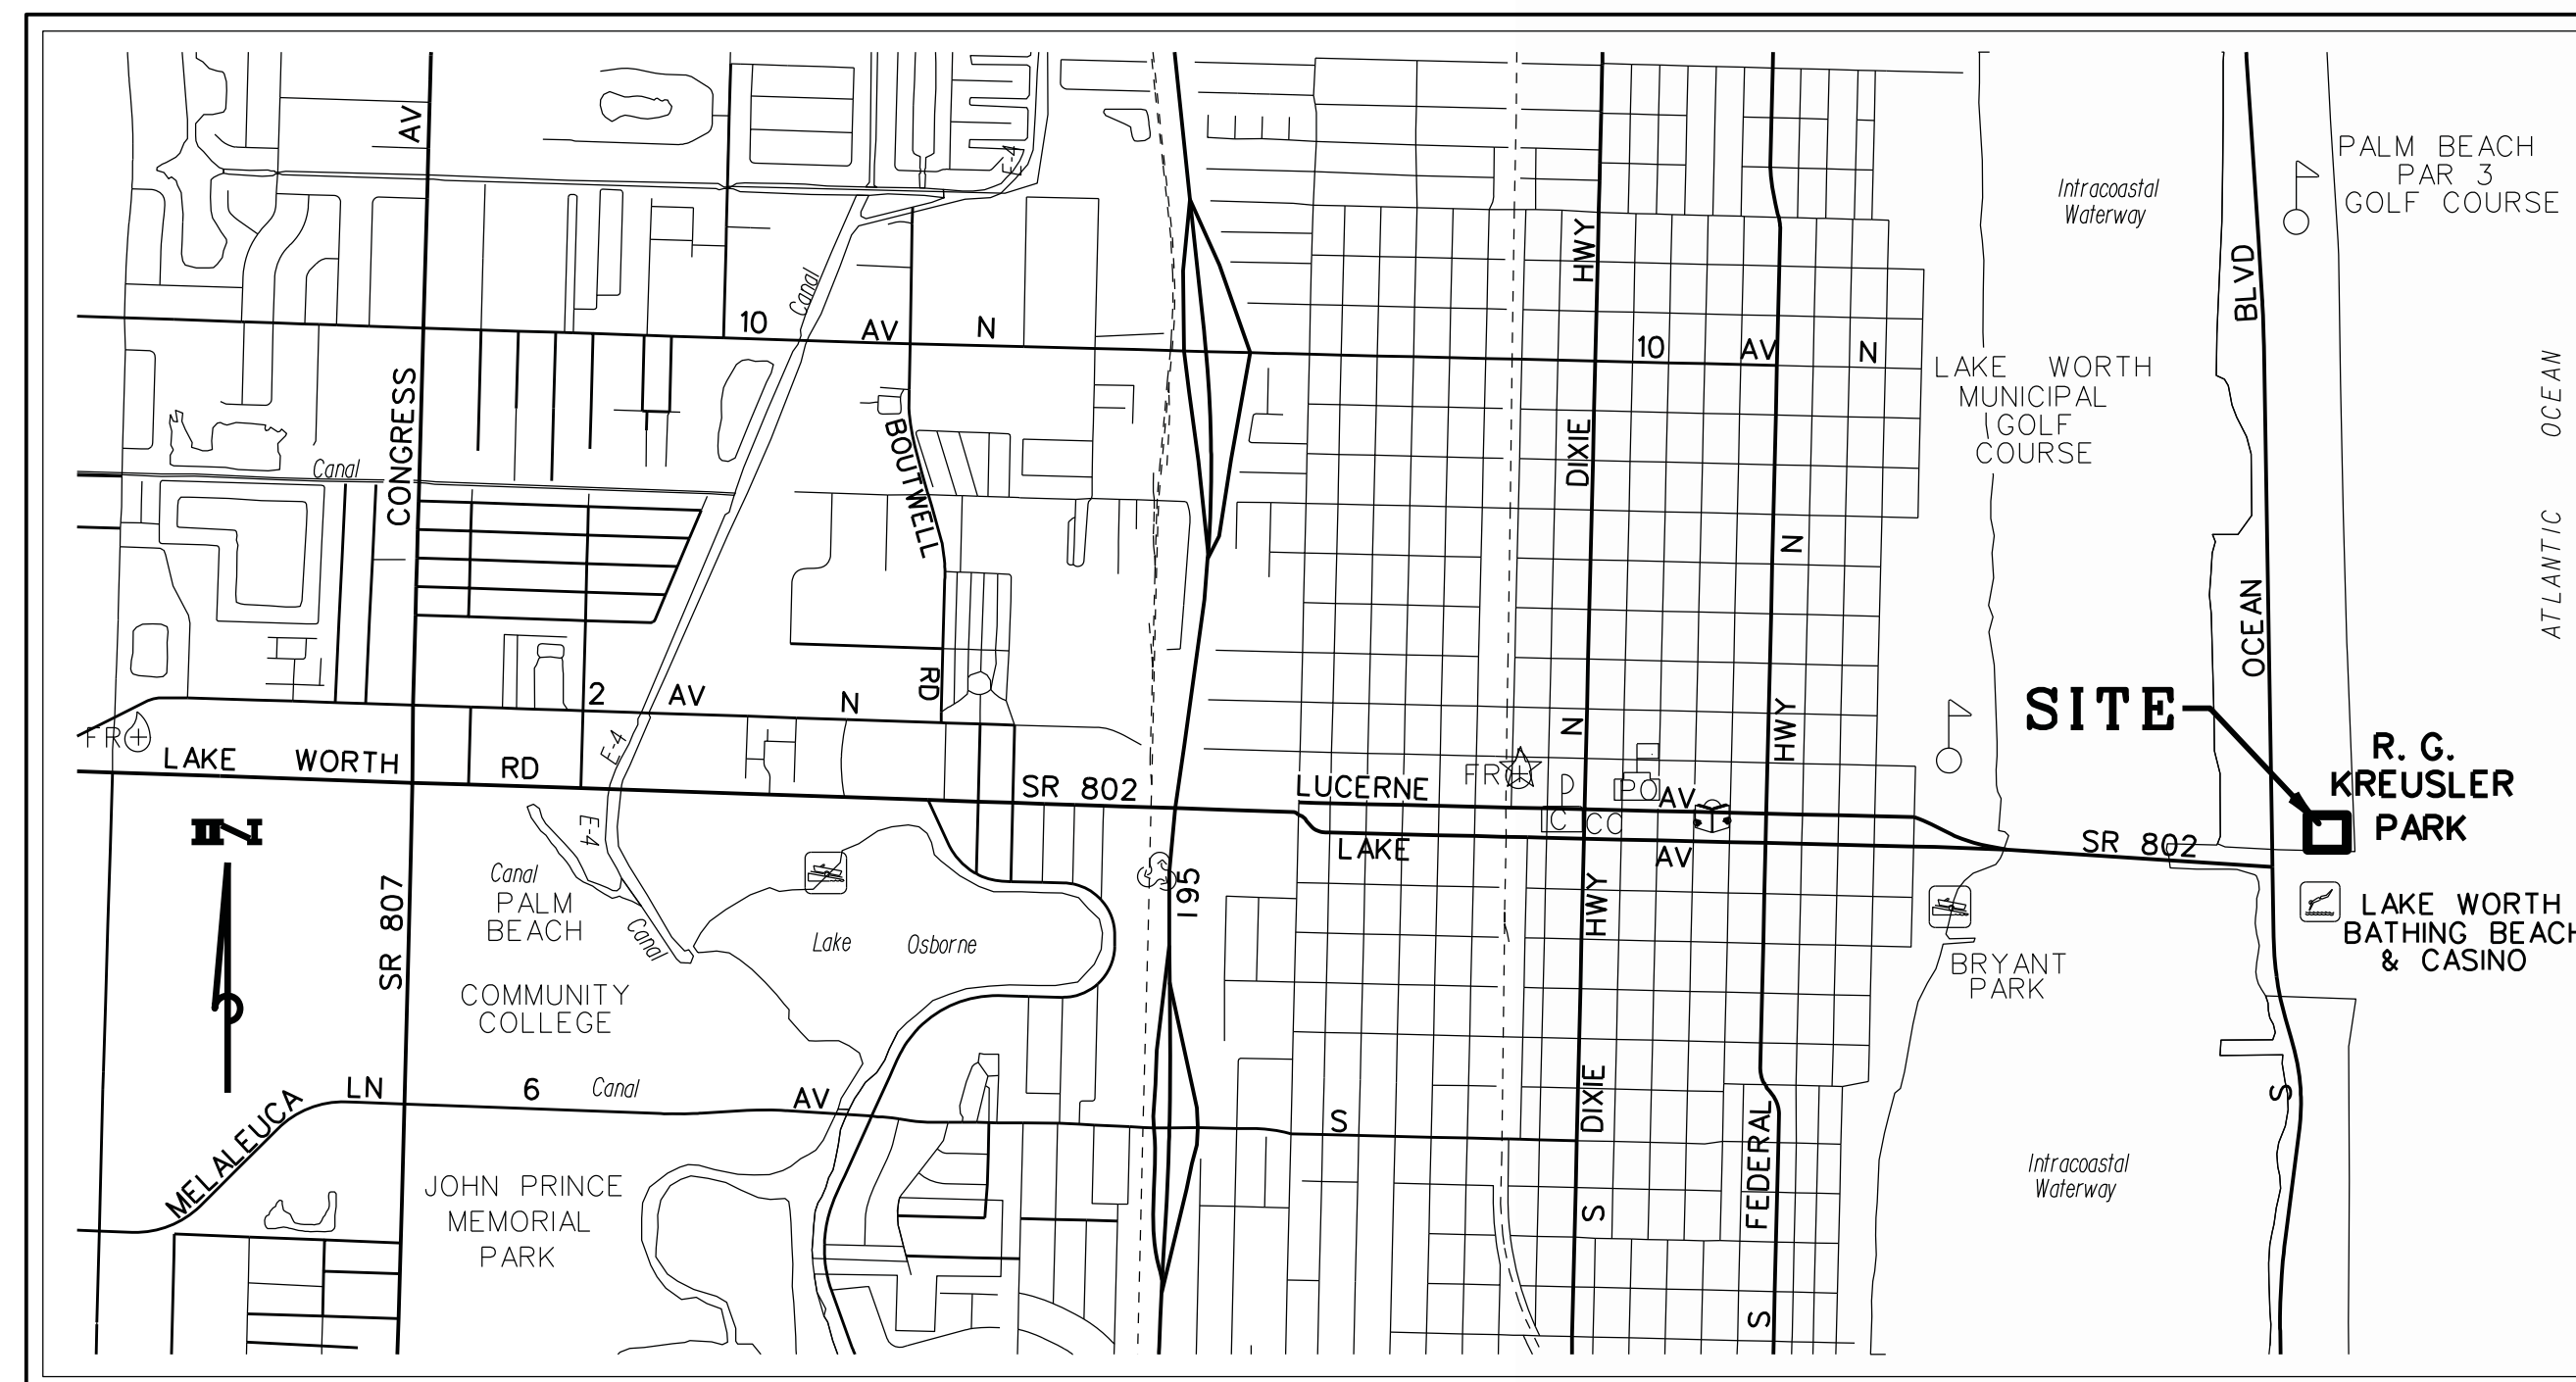 AV
E-4
PALM BEACH
PAR 3
GOLF COURSE
Intracoastal
Waterway
HWY
BLVD
Canal
10
AV
N
10
AV
N
OCEAN
ATLANTIC
LAKE WORTH
MUNICIPAL
GOLF
COURSE
CONGRESS
BOUTWELL
DIXIE
Canal
N
OCEAN
2
AV
N
RD
SITE
N
HWY
FR
LAKE WORTH
RD
E-4
SR 802
LUCERNE
FR
P
PO
AV
R. G.
KREUSLER
PARK
N
E-4
C
CC
LAKE
AV
SR 802
Canal
PALM
BEACH
SR 807
Canal
Lake Osborne
I 95
HWY
LAKE WORTH
BATHING BEACH
& CASINO
BRYANT
PARK
COMMUNITY
COLLEGE
MELALEUCA
LN
6
Canal
AV
S
DIXIE
S
FEDERAL
S
S
Intracoastal
Waterway
JOHN PRINCE
MEMORIAL
PARK